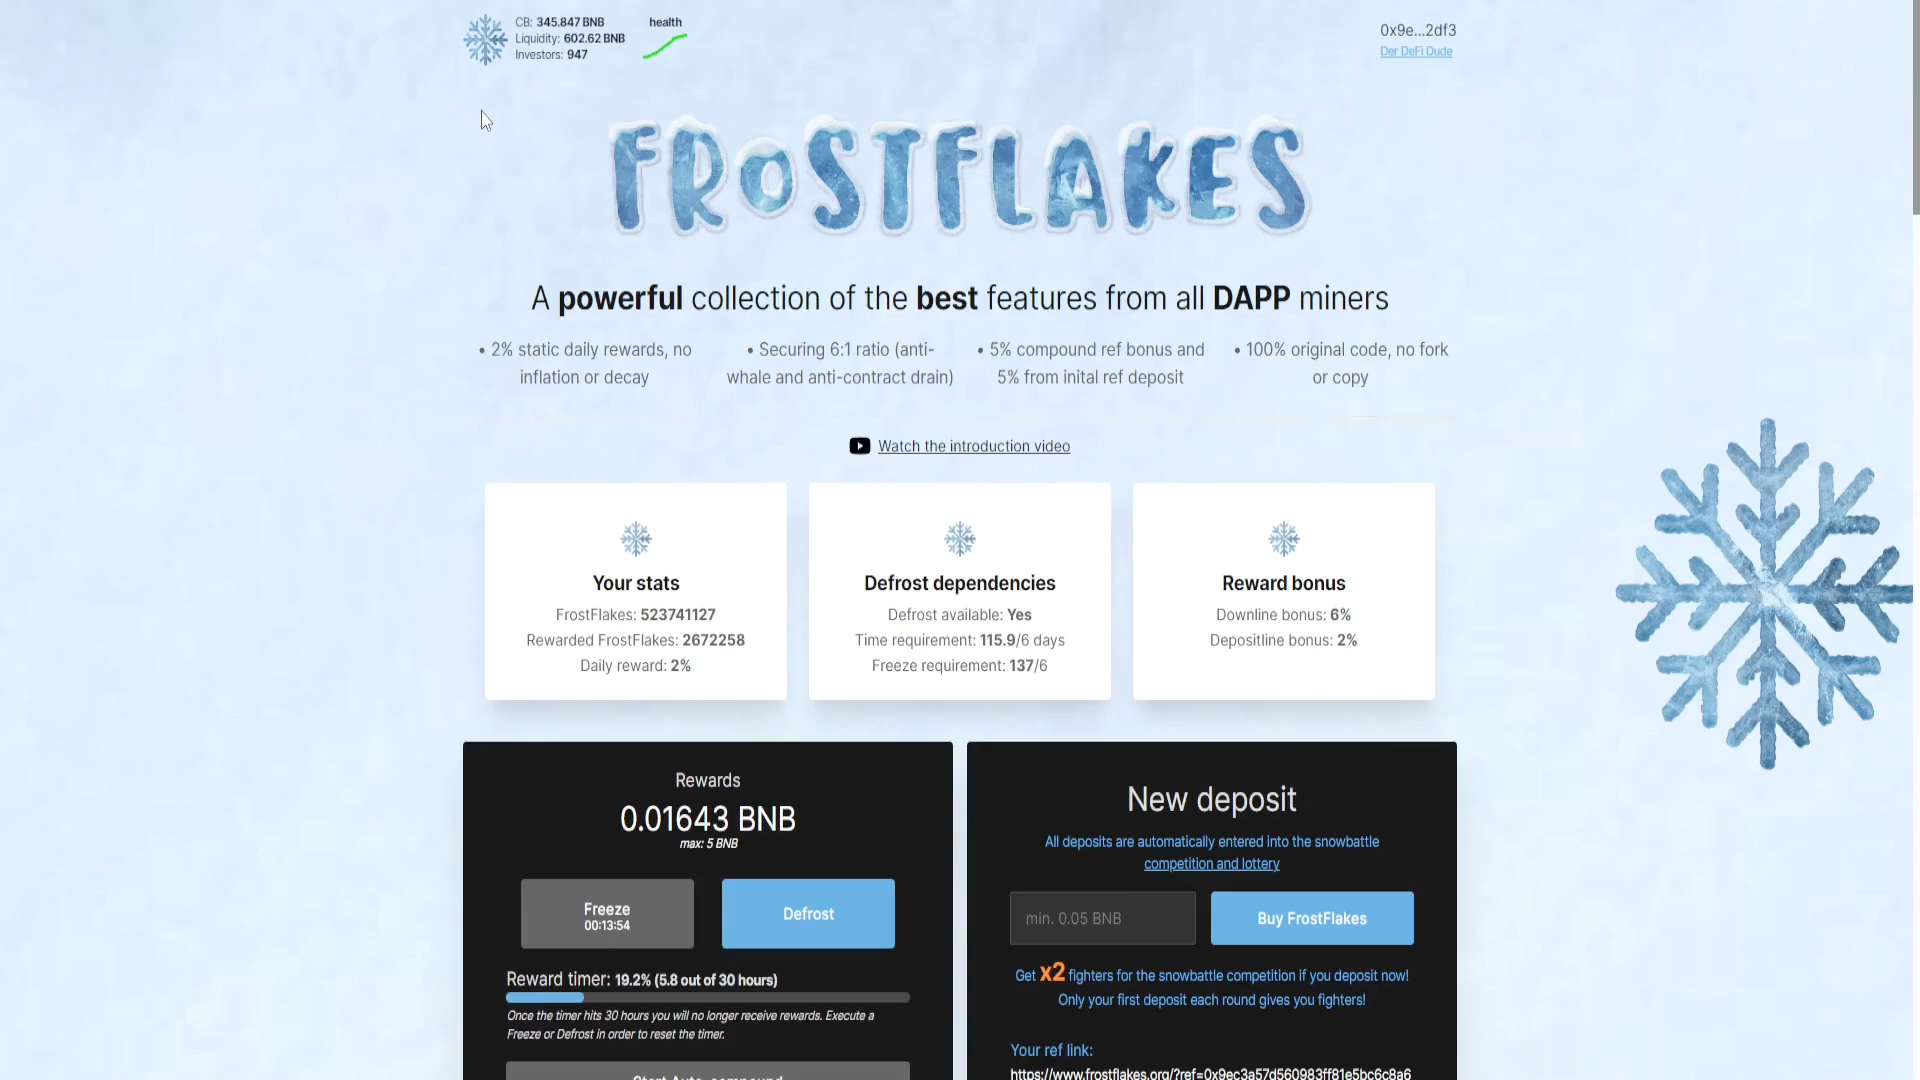 CB: 345.847 BNB
Liquidity: 602.62 BNB
Investors: 947
health
0x9e...2df3
Der DeFi Dude
FROSTFLAKES
A powerful collection of the best features from all DAPP miners
• 2% static daily rewards, no
inflation or decay
• Securing 6:1 ratio (anti-
whale and anti-contract drain)
• 5% compound ref bonus and
5% from inital ref deposit
• 100% original code, no fork
or copy
Watch the introduction video
Your stats
FrostFlakes: 523741127
Rewarded FrostFlakes: 2672258
Daily reward: 2%
Defrost dependencies
Defrost available: Yes
Time requirement: 115.9/6 days
Freeze requirement: 137/6
Reward bonus
Downline bonus: 6%
Depositline bonus: 2%
Rewards
0.01643 BNB
max: 5 BNB
Freeze
00:13:54
Defrost
Reward timer: 19.2% (5.8 out of 30 hours)
Once the timer hits 30 hours you will no longer receive rewards. Execute a
Freeze or Defrost in order to reset the timer.
Start Auto-compound
New deposit
All deposits are automatically entered into the snowbattle
competition and lottery
min. 0.05 BNB
Buy FrostFlakes
Get x2 fighters for the snowbattle competition if you deposit now!
Only your first deposit each round gives you fighters!
Your ref link:
https://www.frostflakes.org/?ref=0x9ec3a57d560983ff81e5bc6c8a6